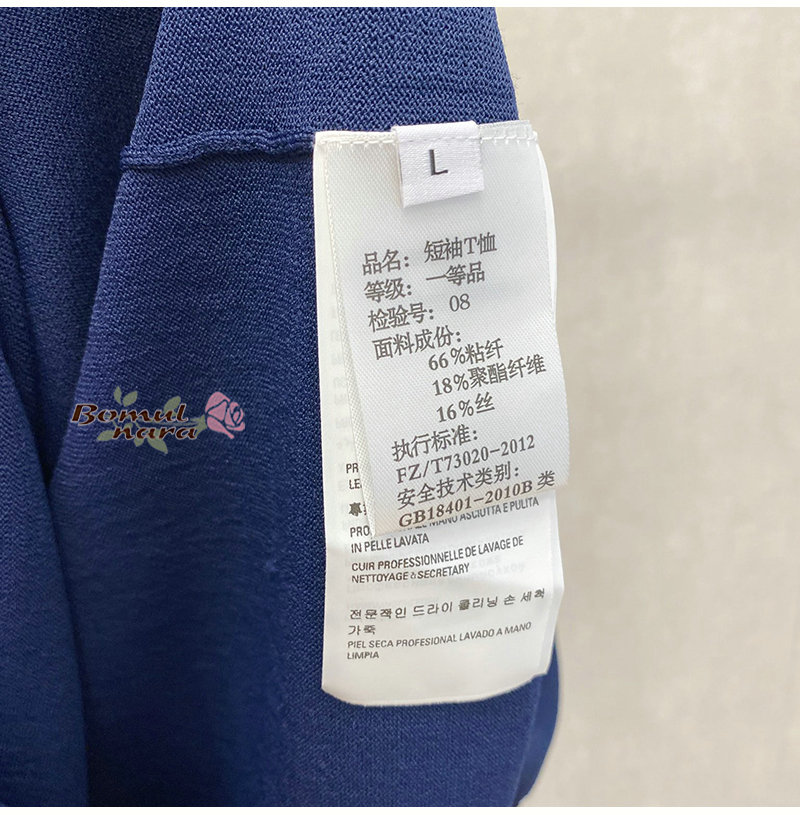 L
品名: 短袖T恤
等级: 一等品
检验号: 08
面料成份:
66%粘纤
18%聚酯纤维
16%丝
执行标准:
FZ/T73020-2012
安全技术类别:
GB18401-2010B 类
Bomul
nara
MANO ASCIUTTA E PULITA
IN PELLE LAVATA
CUIR PROFESSIONNELLE DE LAVAGE DE
NETTOYAGE & SECRETARY
전문적인 드라이 클리닝 손 세척
가죽
PIEL SECA PROFESIONAL LAVADO A MANO
LIMPIA